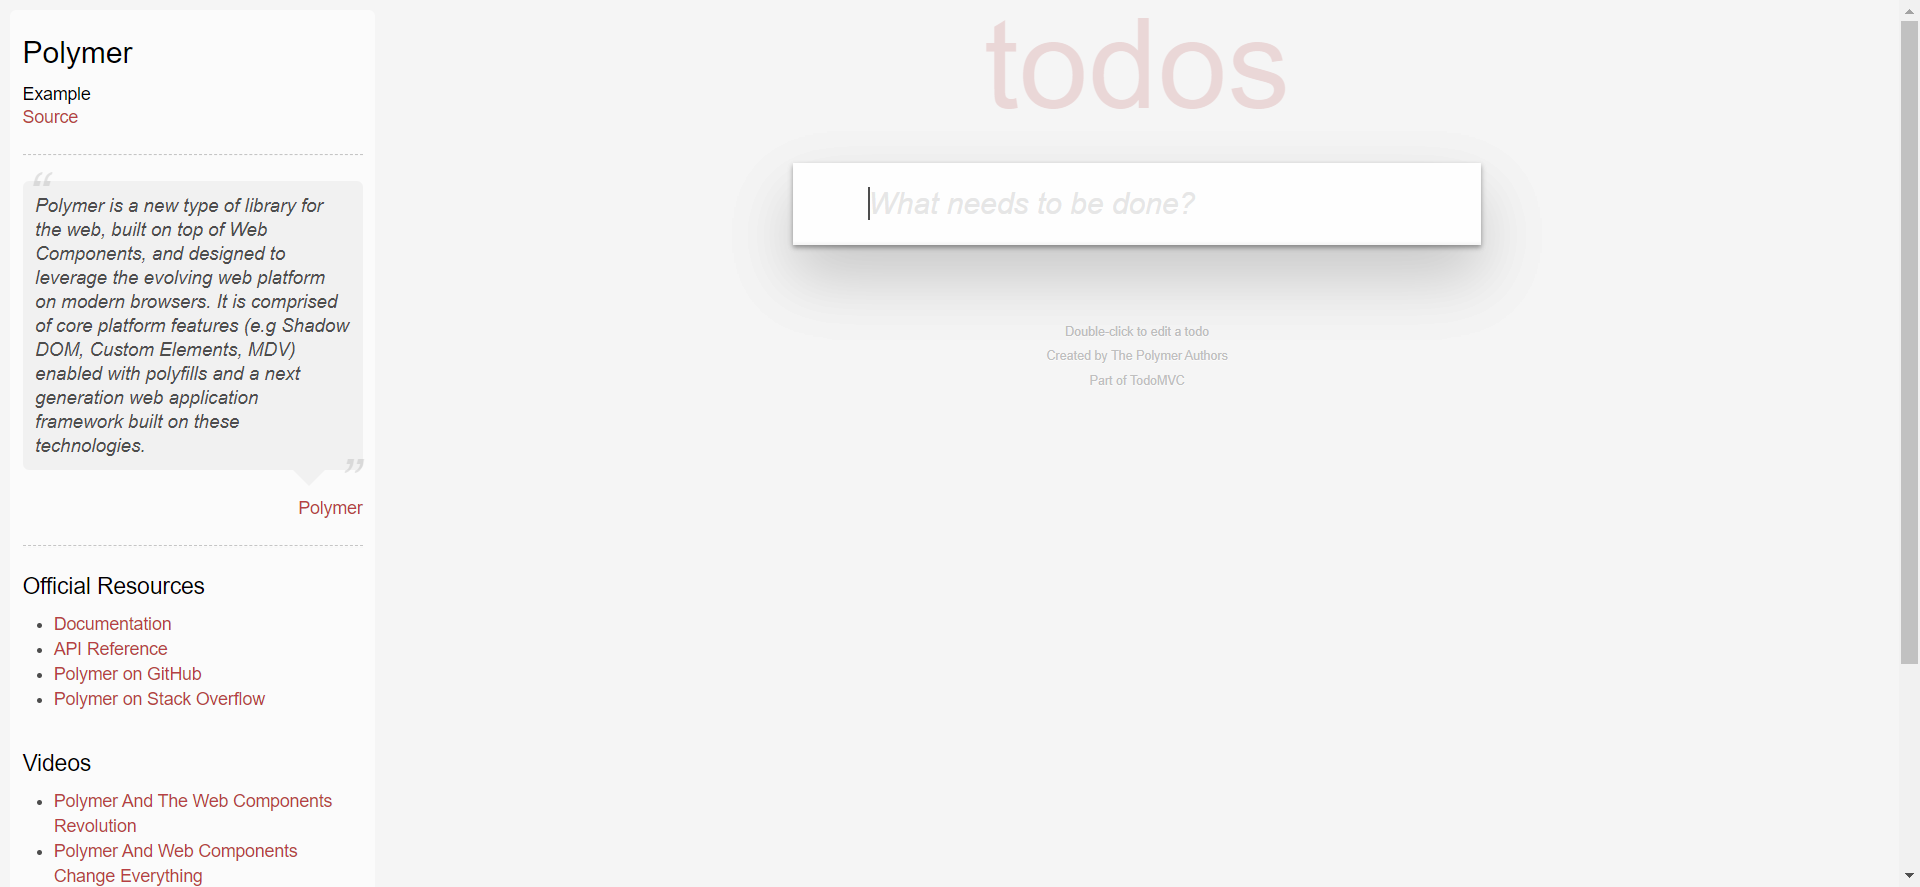 Polymer
Example
Source
“
Polymer is a new type of library for
the web, built on top of Web
Components, and designed to
leverage the evolving web platform
on modern browsers. It is comprised
of core platform features (e.g Shadow
DOM, Custom Elements, MDV)
enabled with polyfills and a next
generation web application
framework built on these
technologies.
”
Polymer
Official Resources
Documentation
API Reference
Polymer on GitHub
Polymer on Stack Overflow
Videos
Polymer And The Web Components
Revolution
Polymer And Web Components
Change Everything
todos
What needs to be done?
Double-click to edit a todo
Created by The Polymer Authors
Part of TodoMVC